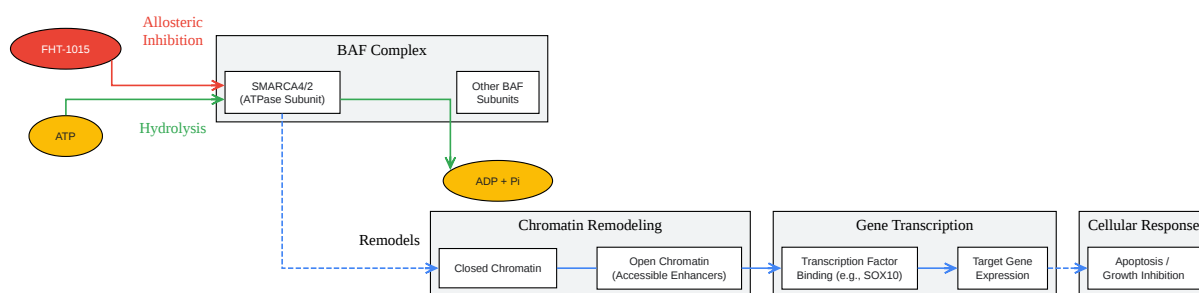 Allosteric
Inhibition
FHT-1015
BAF Complex
SMARCA4/2
(ATPase Subunit)
Other BAF
Subunits
Hydrolysis
ATP
ADP + Pi
Remodels
Chromatin Remodeling
Closed Chromatin
Open Chromatin
(Accessible Enhancers)
Gene Transcription
Transcription Factor
Binding (e.g., SOX10)
Target Gene
Expression
Cellular Response
Apoptosis /
Growth Inhibition